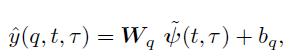 ŷ(q, t, τ) = W_q ψ̃(t, τ) + b_q,